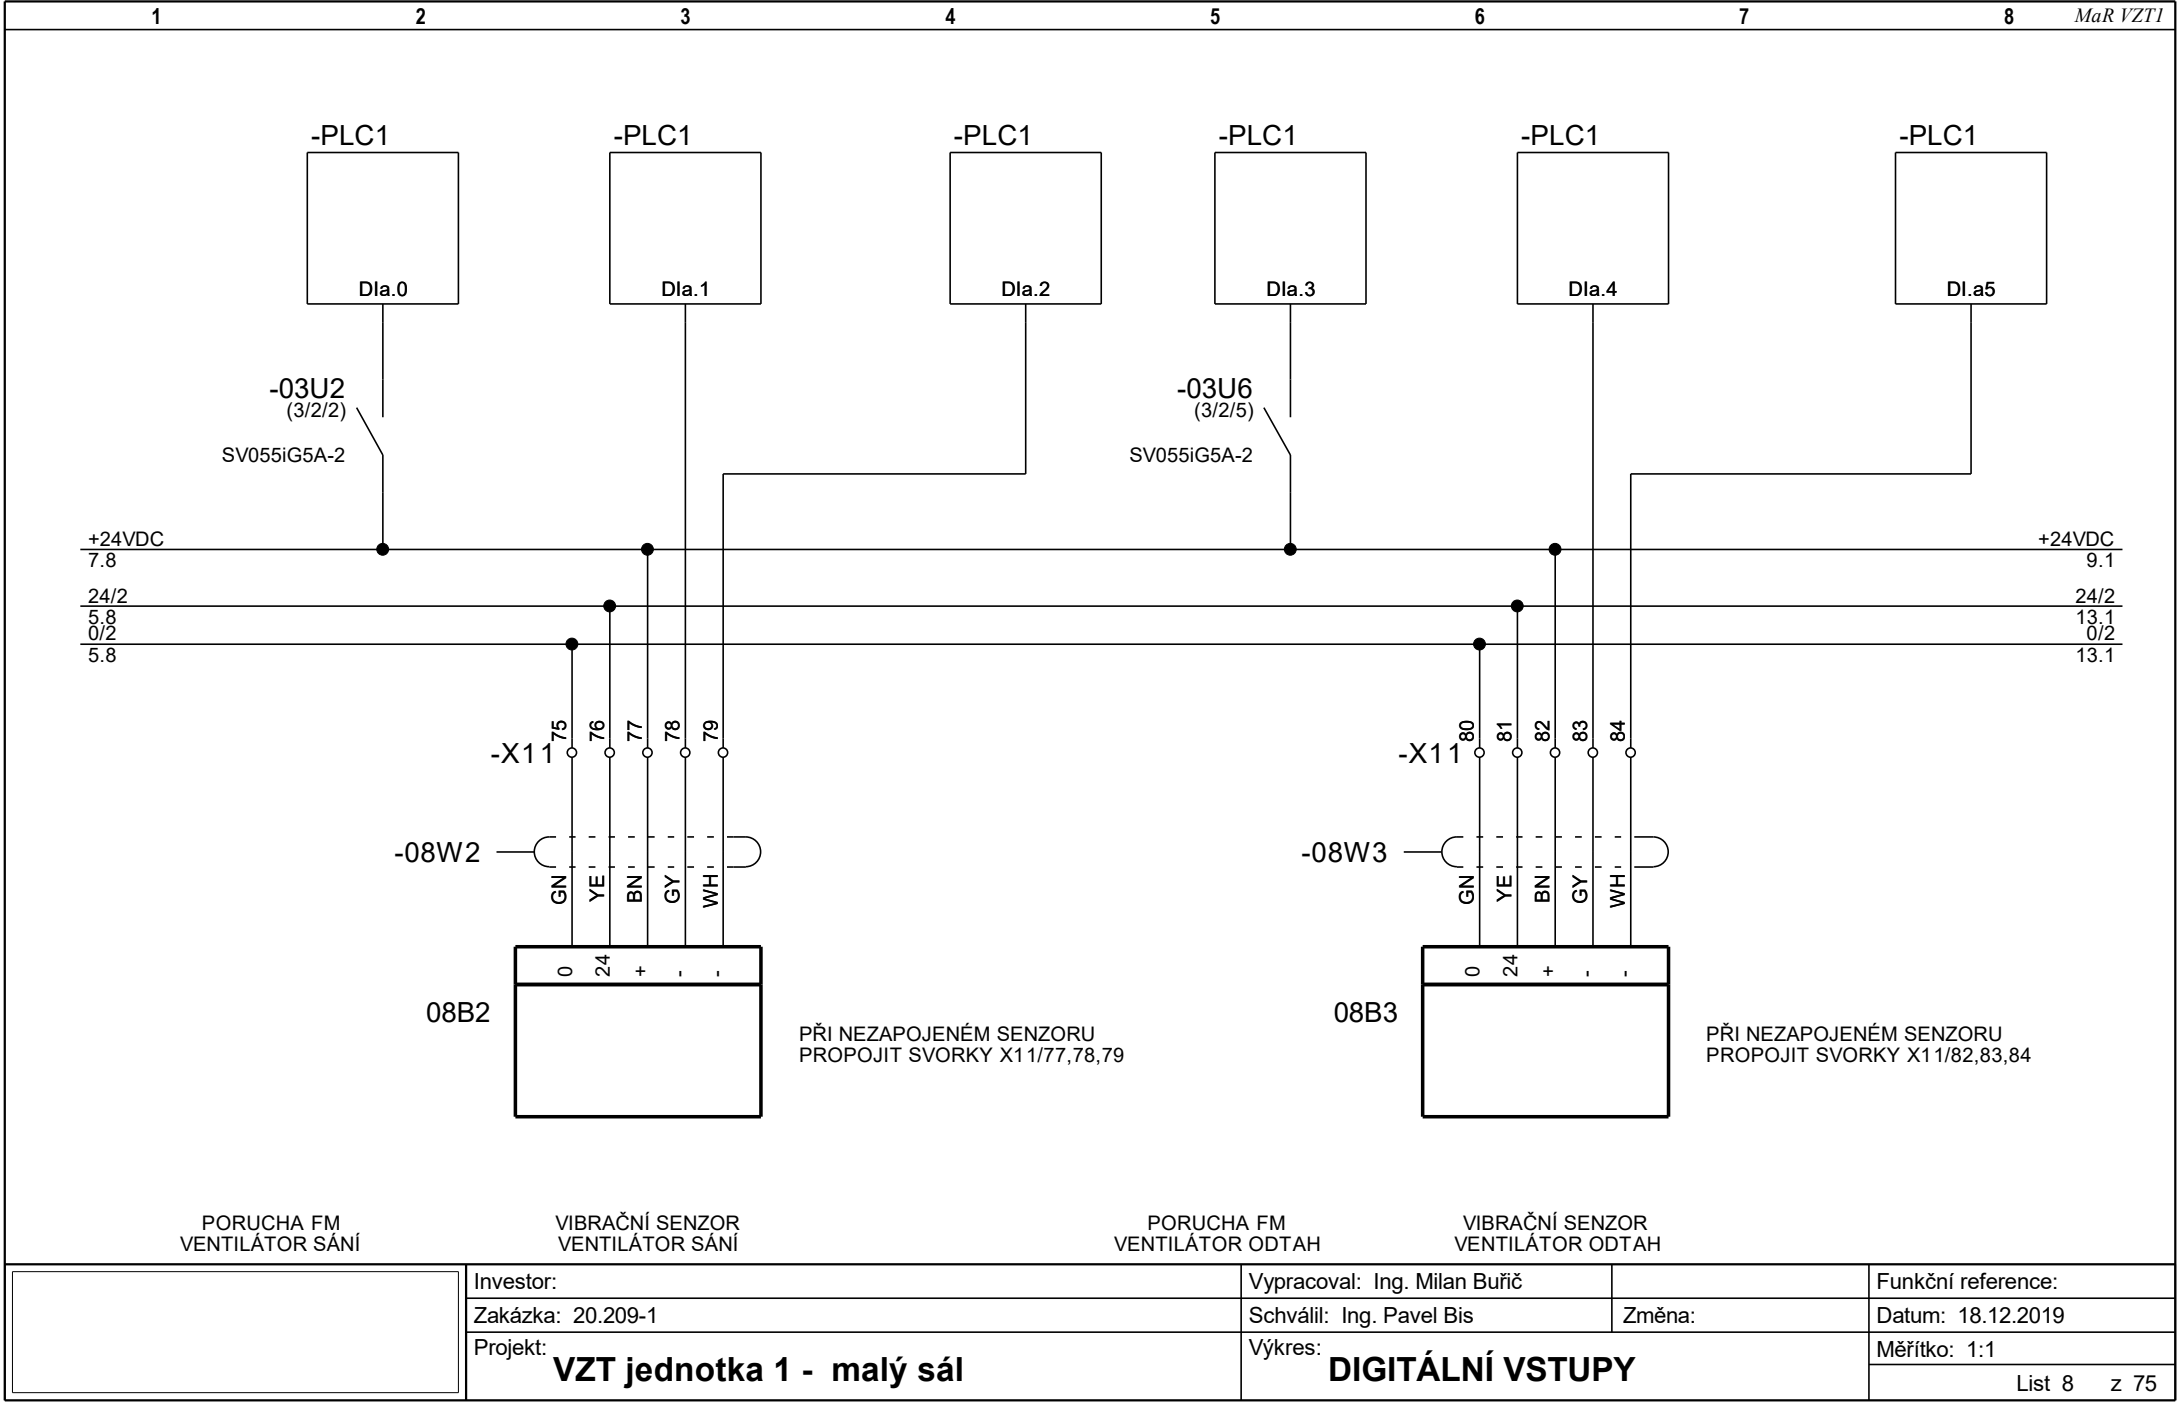 1 2 3 4 5 6 7 8 MaR VZT1
-PLC1 -PLC1 -PLC1 -PLC1 -PLC1 -PLC1
DIa.0 DIa.1 DIa.2 DIa.3 DIa.4 DI.a5
-03U2
(3/2/2)
SV055iG5A-2
-03U6
(3/2/5)
SV055iG5A-2
+24VDC
7.8
24/2
5.8
0/2
5.8
+24VDC
9.1
24/2
13.1
0/2
13.1
-X11 75 76 77 78 79
-X11 80 81 82 83 84
-08W2
GN YE BN GY WH
-08W3
GN YE BN GY WH
0 24 + - -
08B2
PŘI NEZAPOJENÉM SENZORU
PROPOJIT SVORKY X11/77,78,79
0 24 + - -
08B3
PŘI NEZAPOJENÉM SENZORU
PROPOJIT SVORKY X11/82,83,84
PORUCHA FM
VENTILÁTOR SÁNÍ
VIBRAČNÍ SENZOR
VENTILÁTOR SÁNÍ
PORUCHA FM
VENTILÁTOR ODTAH
VIBRAČNÍ SENZOR
VENTILÁTOR ODTAH
Investor:
Zakázka: 20.209-1
Projekt: VZT jednotka 1 - malý sál
Vypracoval: Ing. Milan Buřič
Schválil: Ing. Pavel Bis
Změna:
Výkres: DIGITÁLNÍ VSTUPY
Funkční reference:
Datum: 18.12.2019
Měřítko: 1:1
List 8 z 75